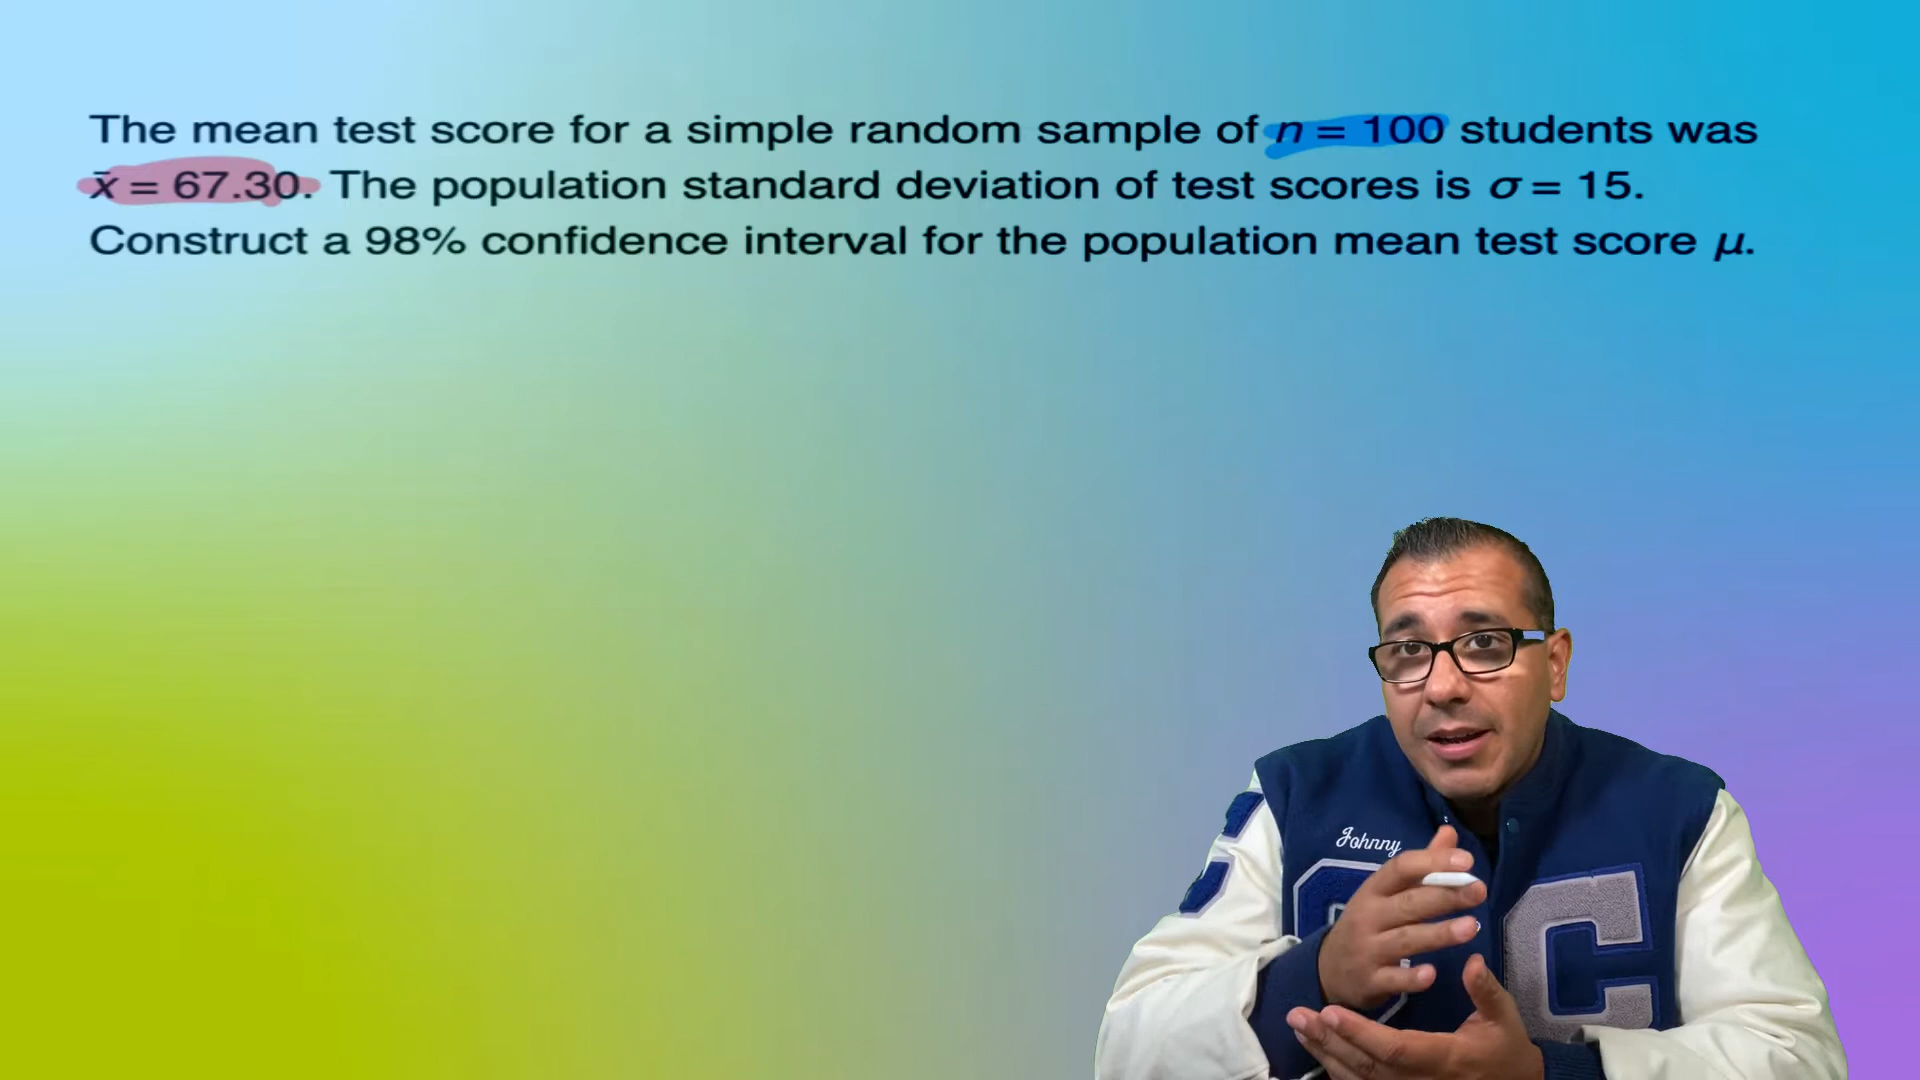 The mean test score for a simple random sample of n = 100 students was
x̄ = 67.30. The population standard deviation of test scores is σ = 15.
Construct a 98% confidence interval for the population mean test score μ.
Johnny
C